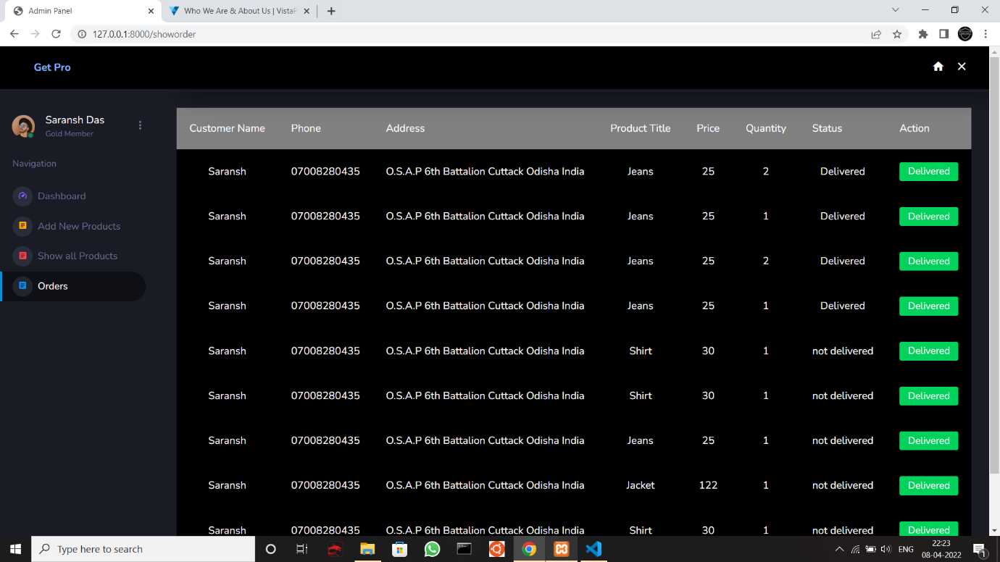 Admin Panel
Who We Are & About Us | VistaP
127.0.0.1:8000/showorder
Get Pro
Saransh Das
Gold Member
Navigation
Dashboard
Add New Products
Show all Products
Orders
Customer Name Phone Address Product Title Price Quantity Status Action
Saransh 07008280435 O.S.A.P 6th Battalion Cuttack Odisha India Jeans 25 2 Delivered Delivered
Saransh 07008280435 O.S.A.P 6th Battalion Cuttack Odisha India Jeans 25 1 Delivered Delivered
Saransh 07008280435 O.S.A.P 6th Battalion Cuttack Odisha India Jeans 25 2 Delivered Delivered
Saransh 07008280435 O.S.A.P 6th Battalion Cuttack Odisha India Jeans 25 1 Delivered Delivered
Saransh 07008280435 O.S.A.P 6th Battalion Cuttack Odisha India Shirt 30 1 not delivered Delivered
Saransh 07008280435 O.S.A.P 6th Battalion Cuttack Odisha India Shirt 30 1 not delivered Delivered
Saransh 07008280435 O.S.A.P 6th Battalion Cuttack Odisha India Jeans 25 1 not delivered Delivered
Saransh 07008280435 O.S.A.P 6th Battalion Cuttack Odisha India Jacket 122 1 not delivered Delivered
Saransh 07008280435 O.S.A.P 6th Battalion Cuttack Odisha India Shirt 30 1 not delivered Delivered
Type here to search
ENG
22:23
08-04-2022
1